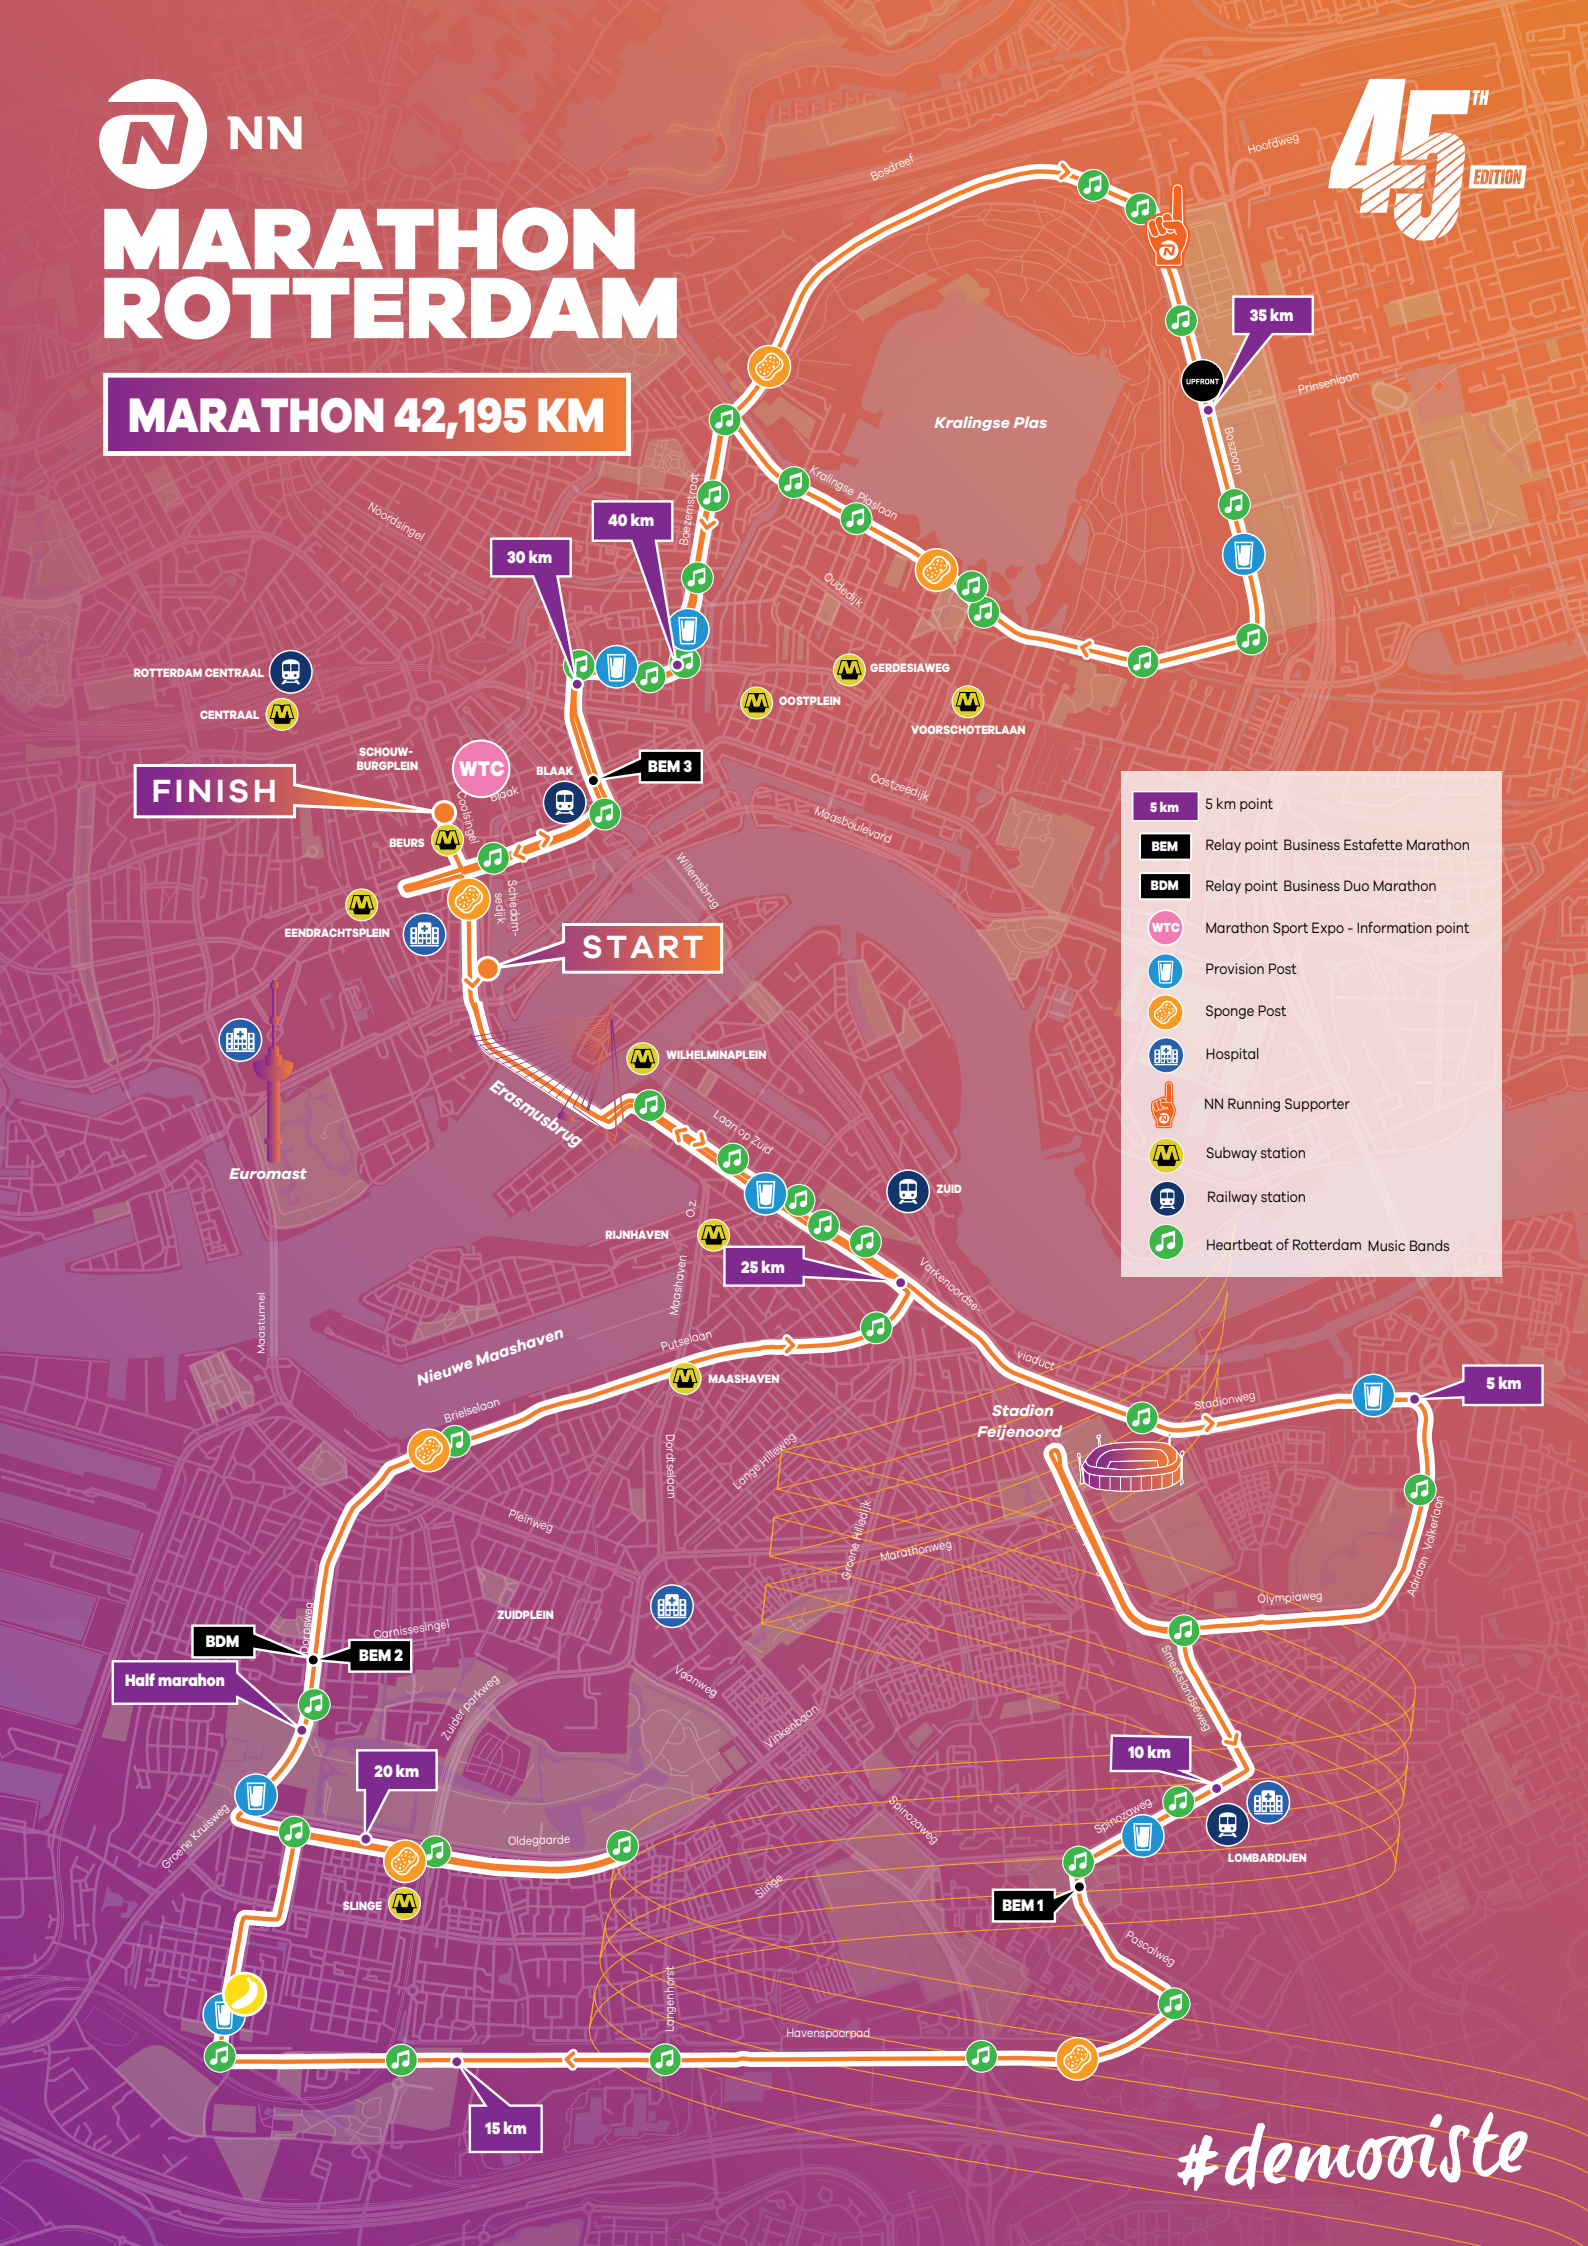 NN
MARATHON
ROTTERDAM
MARATHON 42,195 KM
45TH
EDITION
Hoofdweg
Bosdreef
35 km
UPFRONT
Prinsenlaan
Boszoom
Kralingse Plas
Kralingse Plaslaan
Boezemstraat
Noordsingel
40 km
30 km
Oudedijk
ROTTERDAM CENTRAAL
CENTRAAL
GERDESIAWEG
OOSTPLEIN
VOORSCHOTERLAAN
SCHOUW-
BURGPLEIN
WTC
BLAAK
Blaak
BEM 3
FINISH
Coolsingel
BEURS
Oostzeedijk
Maasboulevard
Willemsbrug
Schiedam-
sedijk
EENDRACHTSPLEIN
START
5 km
5 km point
BEM
Relay point Business Estafette Marathon
BDM
Relay point Business Duo Marathon
WTC
Marathon Sport Expo - Information point
Provision Post
Sponge Post
Hospital
NN Running Supporter
Subway station
Railway station
Heartbeat of Rotterdam Music Bands
WILHELMINAPLEIN
Erasmusbrug
Laan op Zuid
Euromast
ZUID
O.z.
RIJNHAVEN
Maashaven
25 km
Varkenoordse-
viaduct
Maastunnel
Nieuwe Maashaven
Putselaan
MAASHAVEN
Brielselaan
5 km
Stadionweg
Stadion
Feijenoord
Dordtselaan
Lange Hilleweg
Pleinweg
Groene Hilledijk
Marathonweg
Adriaan Volkerlaan
Olympiaweg
ZUIDPLEIN
Carnissesingel
Dorpsweg
BDM
BEM 2
Half marahon
Zuider parkweg
Vaanweg
Vinkenbaan
Smeetslandseweg
10 km
20 km
Groene Kruisweg
Oldegaarde
Spinozaweg
Spinozaweg
LOMBARDIJEN
Slinge
SLINGE
BEM 1
Pascalweg
Langenhorst
Havenspoorpad
15 km
#demooiste